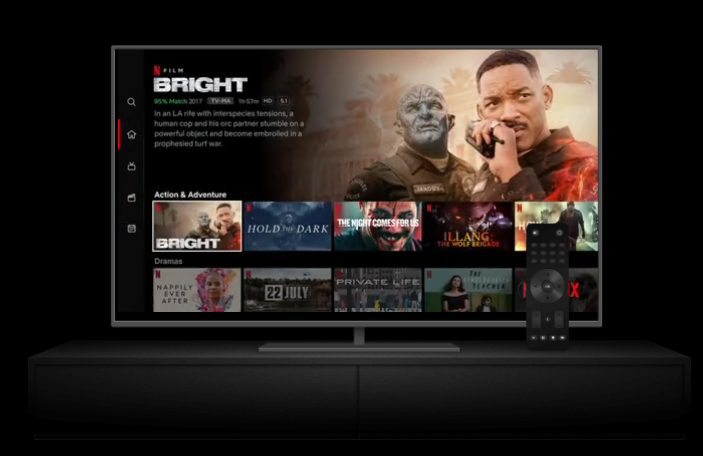 N FILM
BRIGHT
95% Match 2017 TV-MA 1h 57m HD 5.1
In an LA rife with interspecies tensions, a
human cop and his orc partner stumble on a
powerful object and become embroiled in a
prophesied turf war.
JAKOBY
Action & Adventure
BRIGHT
HOLD THE DARK
THE NIGHT COMES FOR US
ILLANG:
THE WOLF BRIGADE
Dramas
NAPPILY
EVER
AFTER
22 JULY
PRIVATE LIFE
THE
KINDERGARTEN
TEACHER